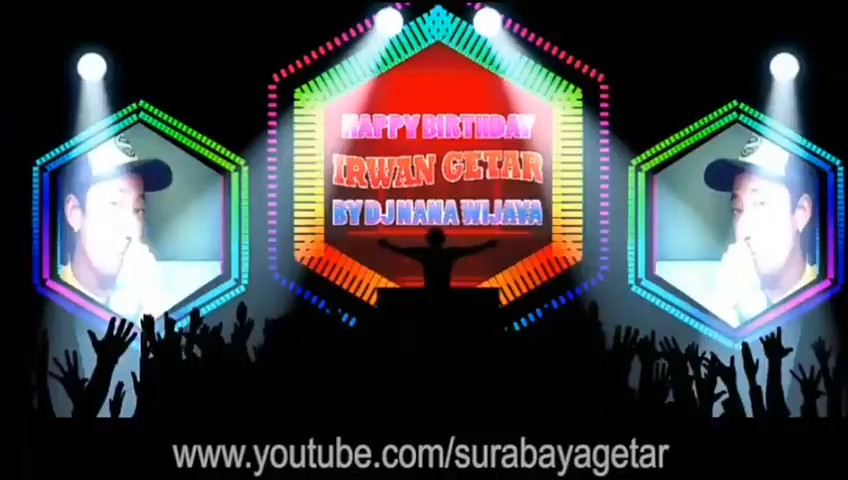 HAPPY BIRTHDAY
IRWAN GETAR
BY DJ NANA WIJAYA
www.youtube.com/surabayagetar